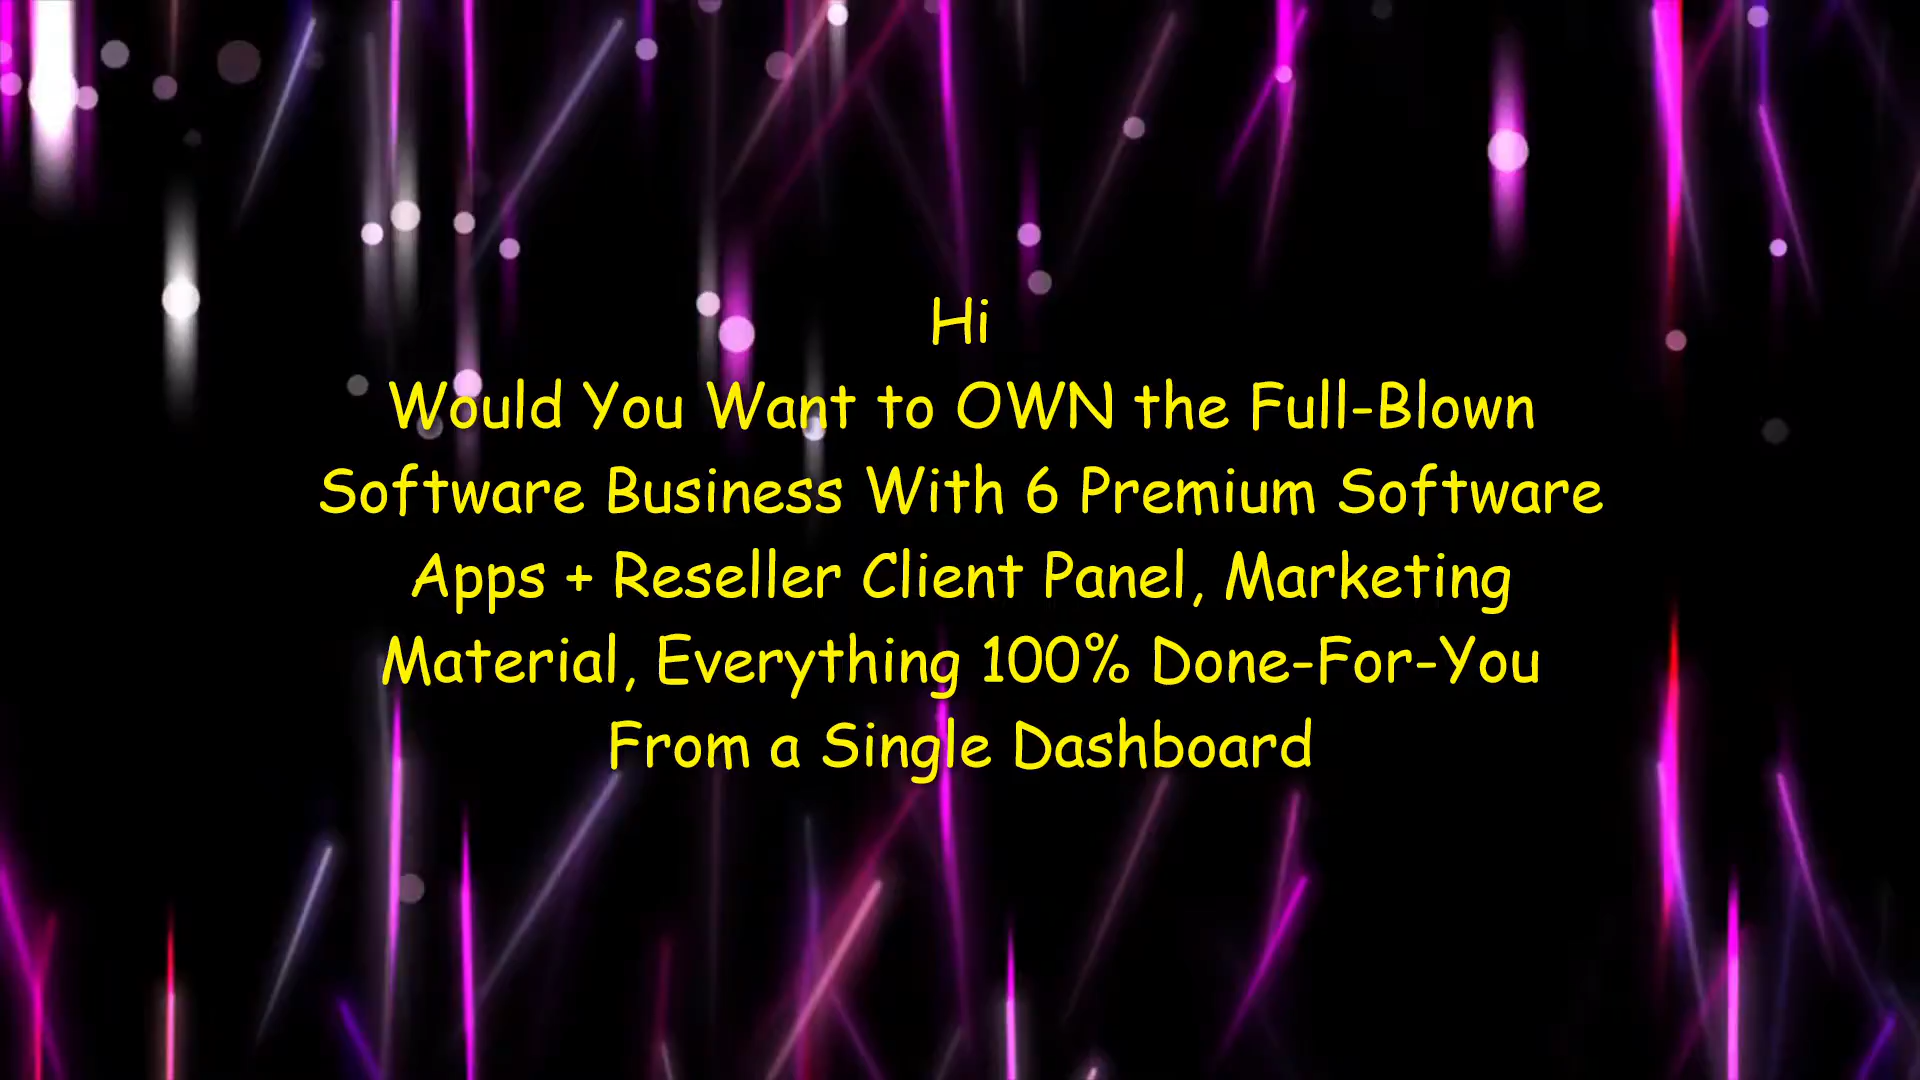 Hi
Would You Want to OWN the Full-Blown
Software Business With 6 Premium Software
Apps + Reseller Client Panel, Marketing
Material, Everything 100% Done-For-You
From a Single Dashboard